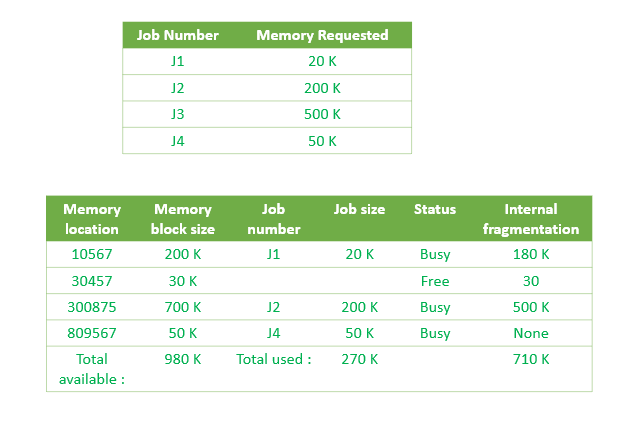 Job Number Memory Requested
J1 20 K
J2 200 K
J3 500 K
J4 50 K
Memory Memory Job Job size Status Internal
location block size number fragmentation
10567 200 K J1 20 K Busy 180 K
30457 30 K Free 30
300875 700 K J2 200 K Busy 500 K
809567 50 K J4 50 K Busy None
Total 980 K Total used : 270 K 710 K
available :